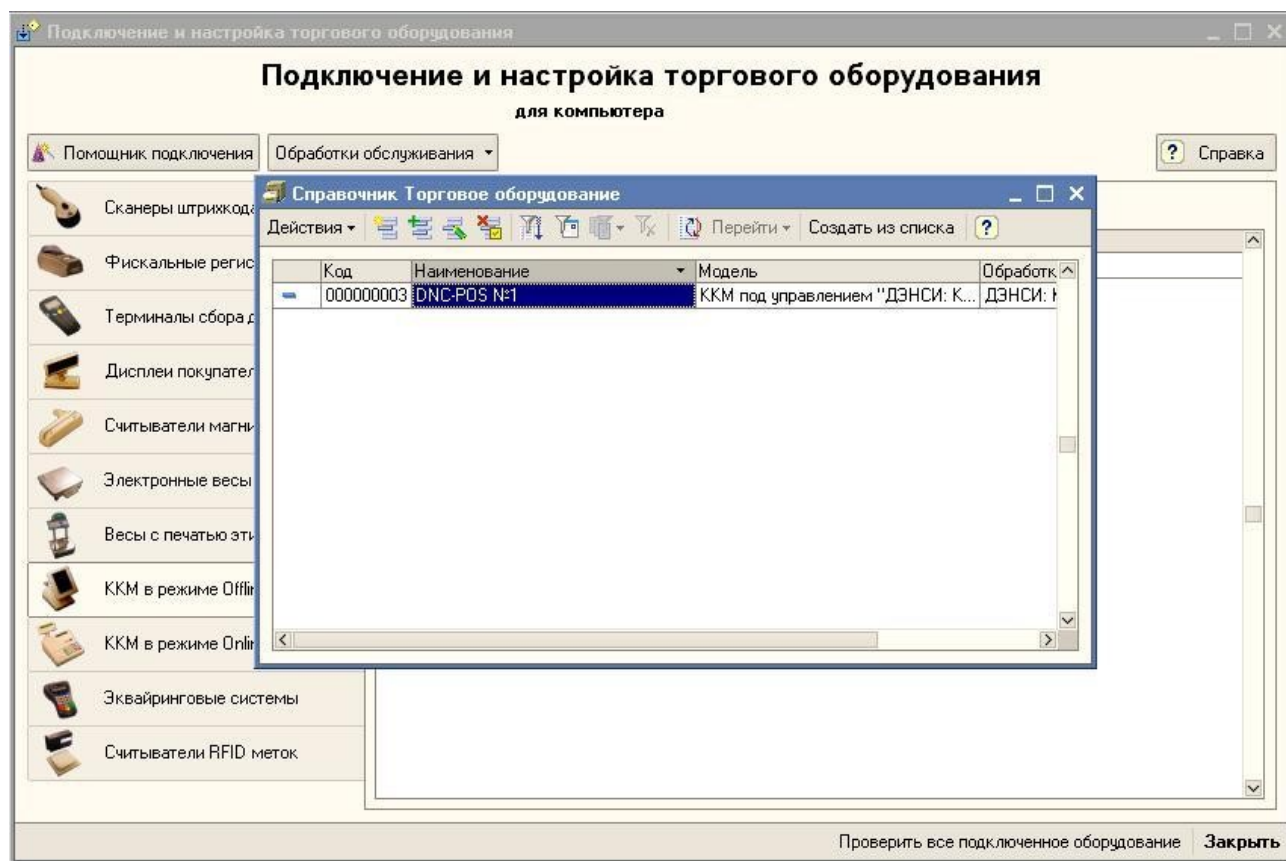 Подключение и настройка торгового оборудования
Подключение и настройка торгового оборудования
для компьютера
Помощник подключения Обработки обслуживания Справка
Сканеры штрихкода
Справочник Торговое оборудование
Действия Перейти Создать из списка
Фискальные регис
Код Наименование Модель Обработк
000000003 DNC-POS №1 ККМ под управлением "ДЭНСИ: К... ДЭНСИ:
Терминалы сбора д
Дисплеи покупател
Считыватели магни
Электронные весы
Весы с печатью эти
ККМ в режиме Offlin
ККМ в режиме Onlin
Эквайринговые системы
Считыватели RFID меток
Проверить все подключенное оборудование Закрыть